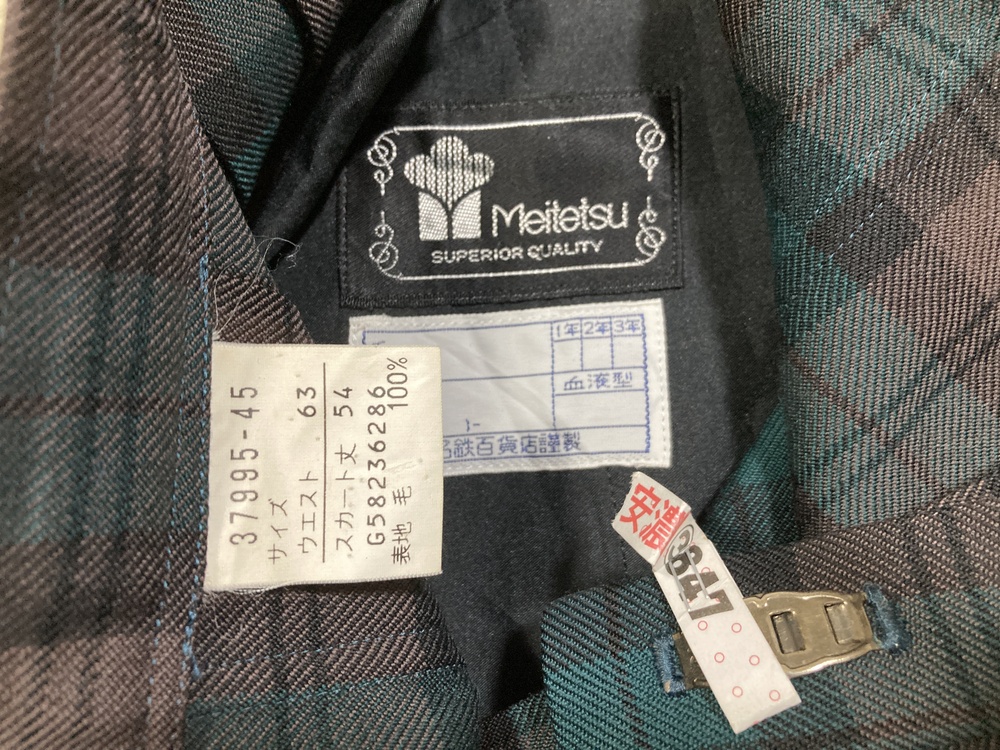 Meitetsu
SUPERIOR QUALITY
1年 2年 3年
血液型
名鉄百貨店謹製
37995-45
サイズ
ウエスト 63
スカート丈 54
G58236286
表地 毛 100%
3647